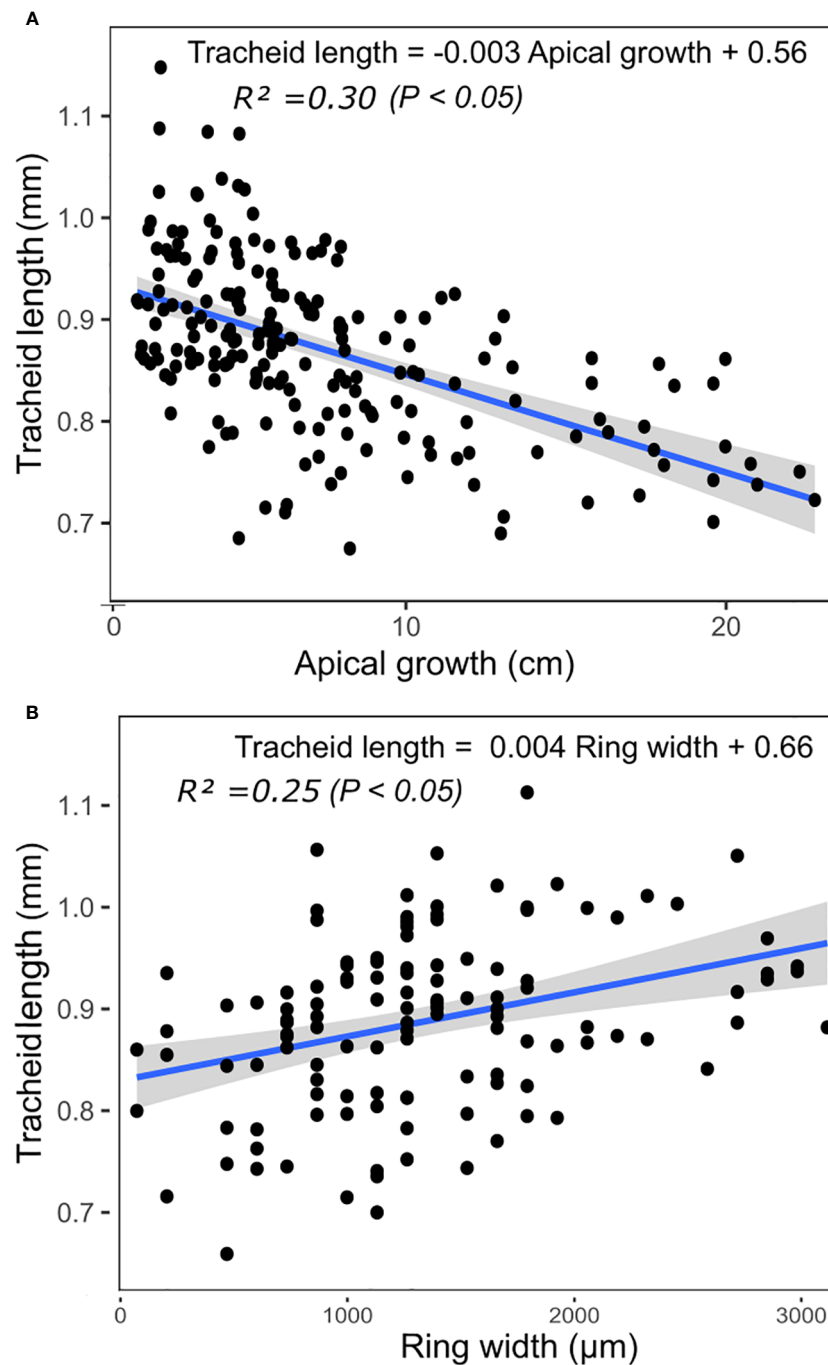 A
Tracheid length = -0.003 Apical growth + 0.56
R² =0.30 (P < 0.05)
Tracheid length (mm)
1.1
1.0
0.9
0.8
0.7
0
10
20
Apical growth (cm)
B
Tracheid length = 0.004 Ring width + 0.66
R² =0.25 (P < 0.05)
Tracheid length (mm)
1.1
1.0
0.9
0.8
0.7
0
1000
2000
3000
Ring width (μm)